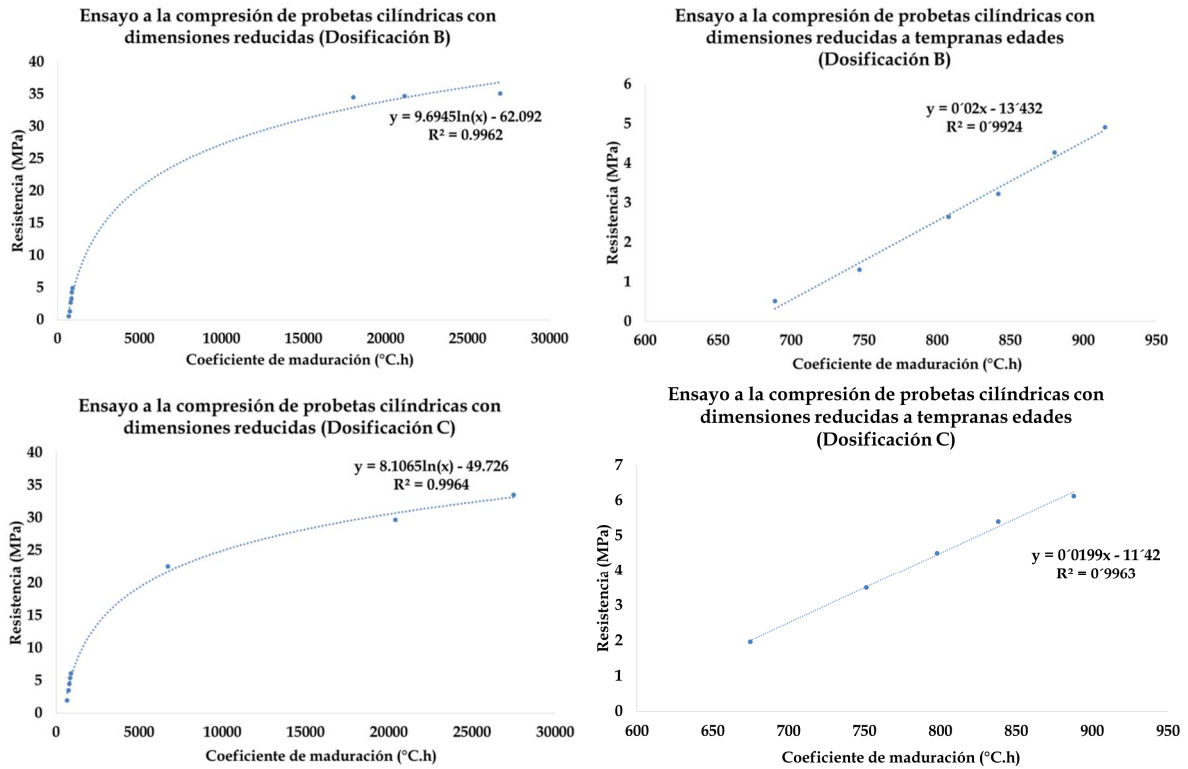 Ensayo a la compresión de probetas cilíndricas con
dimensiones reducidas (Dosificación B)
40
35
30
25
20
15
10
5
0
Resistencia (MPa)
y = 9.6945ln(x) - 62.092
R² = 0.9962
0 5000 10000 15000 20000 25000 30000
Coeficiente de maduración (°C.h)
Ensayo a la compresión de probetas cilíndricas con
dimensiones reducidas a tempranas edades
(Dosificación B)
6
5
4
3
2
1
0
Resistencia (MPa)
y = 0´02x - 13´432
R² = 0´9924
600 650 700 750 800 850 900 950
Coeficiente de maduración (°C.h)
Ensayo a la compresión de probetas cilíndricas con
dimensiones reducidas (Dosificación C)
40
35
30
25
20
15
10
5
0
Resistencia (MPa)
y = 8.1065ln(x) - 49.726
R² = 0.9964
0 5000 10000 15000 20000 25000 30000
Coeficiente de maduración (°C.h)
Ensayo a la compresión de probetas cilíndricas con
dimensiones reducidas a tempranas edades
(Dosificación C)
7
6
5
4
3
2
1
0
Resistencia (MPa)
y = 0´0199x - 11´42
R² = 0´9963
600 650 700 750 800 850 900 950
Coeficiente de maduración (°C.h)